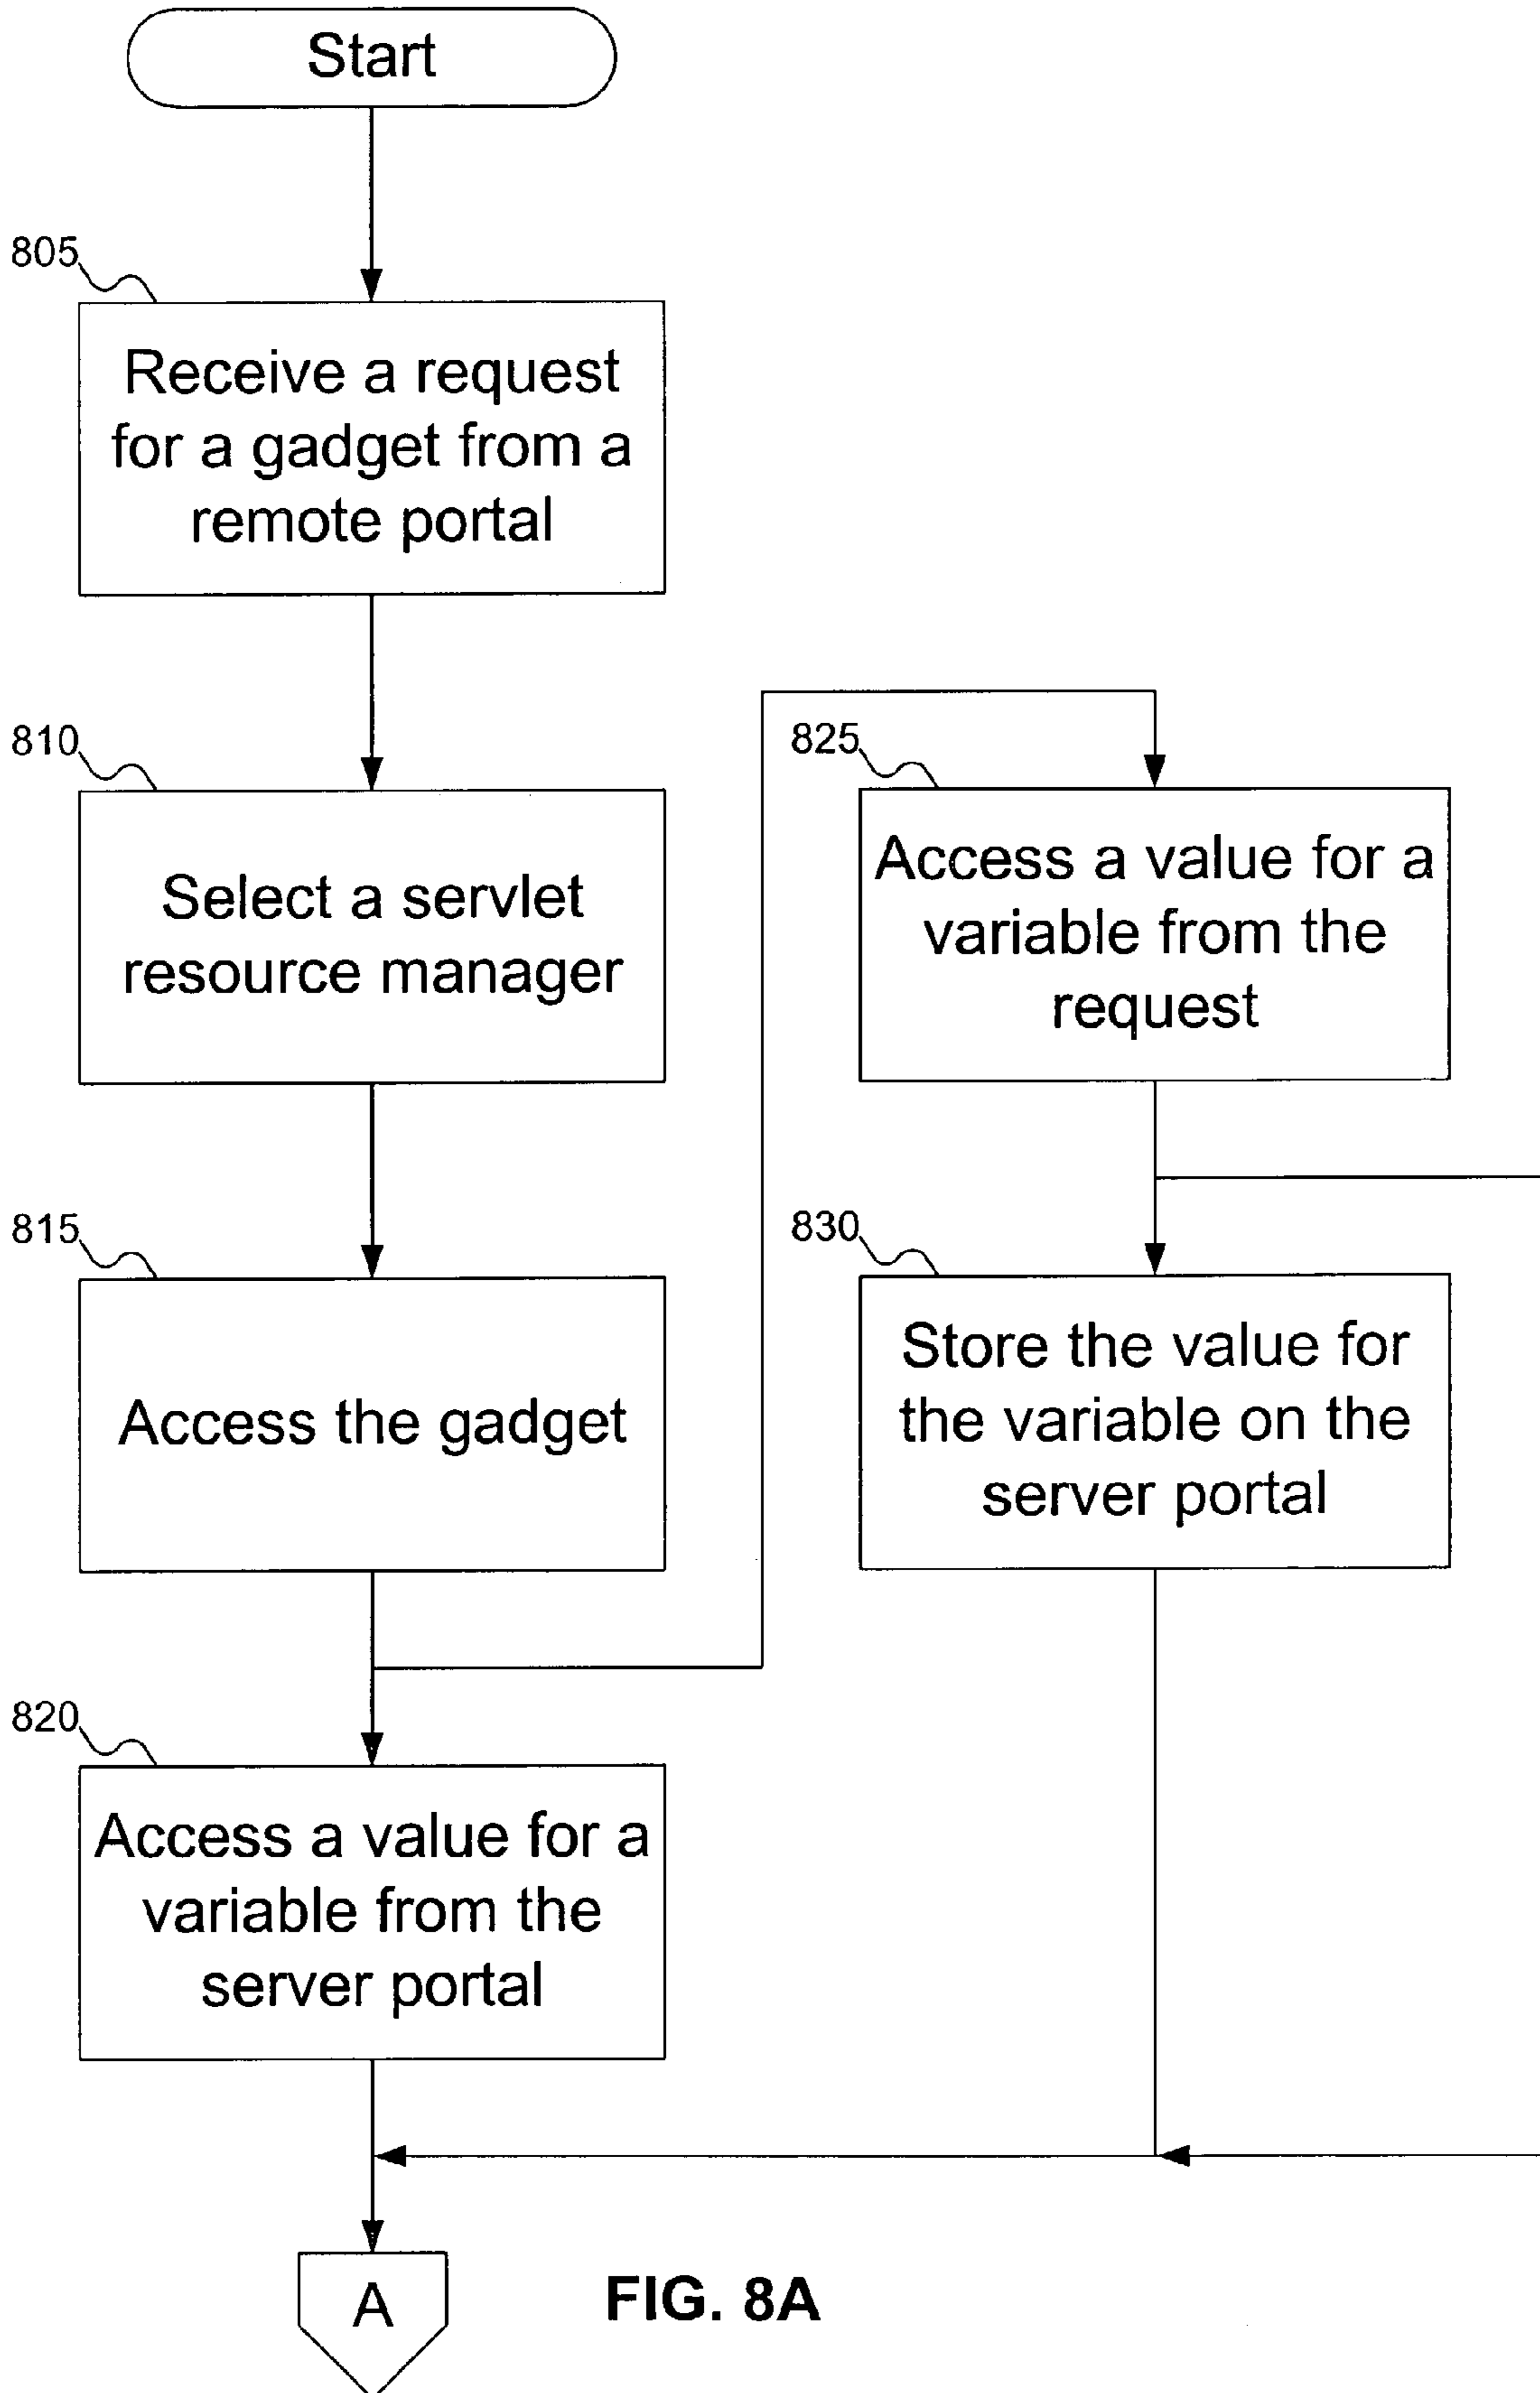 Start
805
Receive a request
for a gadget from a
remote portal
810
Select a servlet
resource manager
815
Access the gadget
820
Access a value for a
variable from the
server portal
825
Access a value for a
variable from the
request
830
Store the value for
the variable on the
server portal
A
FIG. 8A